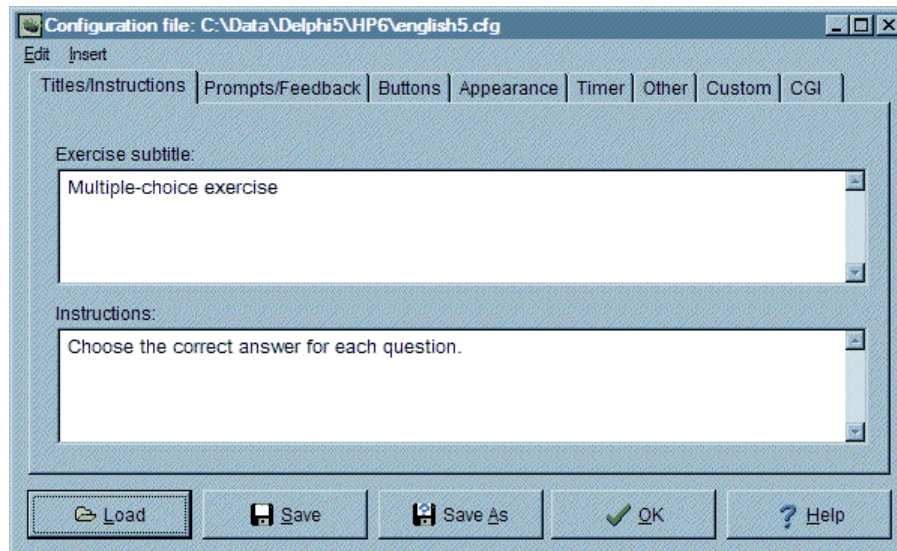 Configuration file: C:\Data\Delphi5\HP6\english5.cfg
Edit Insert
Titles/Instructions Prompts/Feedback Buttons Appearance Timer Other Custom CGI
Exercise subtitle:
Multiple-choice exercise
Instructions:
Choose the correct answer for each question.
Load Save Save As OK Help